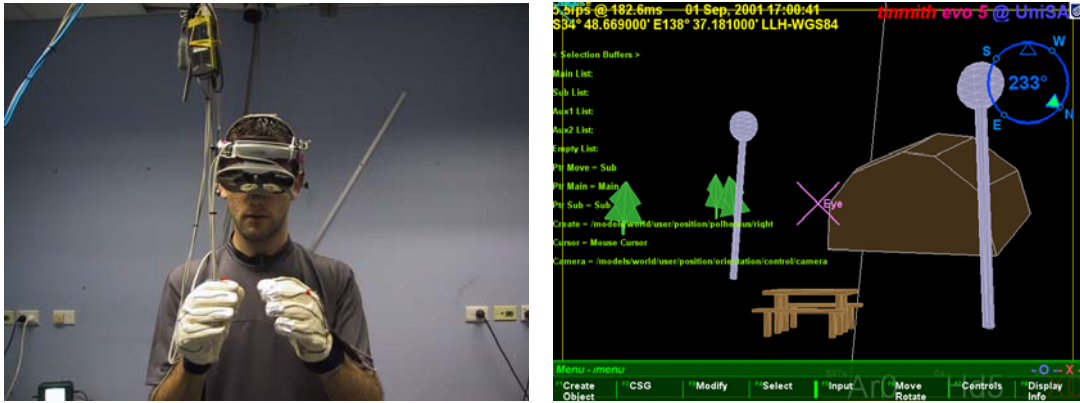 5.5fps @ 182.6ms 01 Sep, 2001 17:00:41 tinmith evo 5 @ UniSA
S34° 48.669000' E138° 37.181000' LLH-WGS84
< Selection Buffers >
Main List:
Sub List:
Aux1 List:
Aux2 List:
Empty List:
Ptr Move = Sub
Ptr Main = Main
Ptr Sub = Sub
Create = /models/world/user/position/polhemus/right
Cursor = Mouse Cursor
Camera = /models/world/user/position/orientation/control/camera
S W
233°
E N
Eye
Menu - /menu -O -- X -
Create Object CSG Modify Select Input Move Rotate Controls Display Info